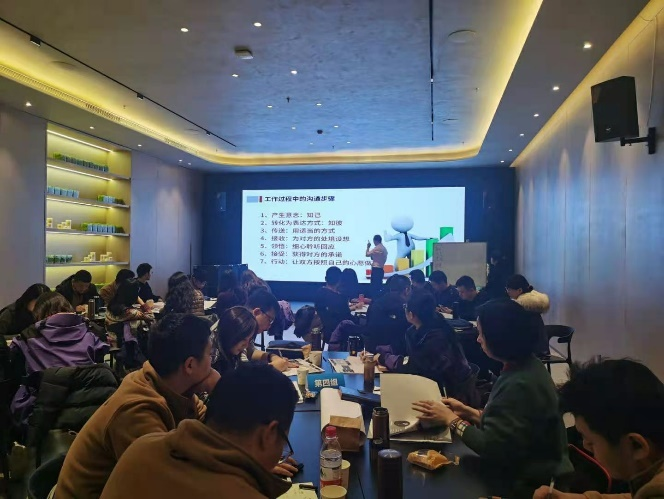 工作过程中的沟通步骤
1、产生意念：知己
2、转化为表达方式：知彼
3、传送：用适当的方式
4、接收：为对方的处境设想
5、领悟：细心聆听回应
6、接受：获得对方的承诺
7、行动：让对方按照自己的心意做
第四组